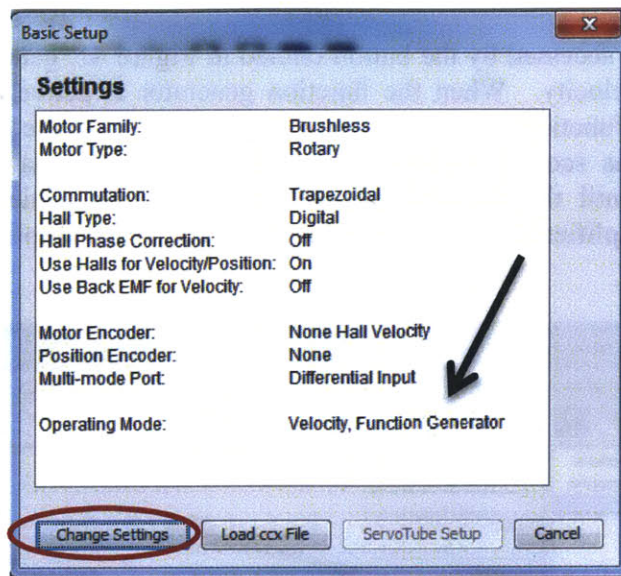 Basic Setup
Settings
Motor Family: Brushless
Motor Type: Rotary
Commutation: Trapezoidal
Hall Type: Digital
Hall Phase Correction: Off
Use Halls for Velocity/Position: On
Use Back EMF for Velocity: Off
Motor Encoder: None Hall Velocity
Position Encoder: None
Multi-mode Port: Differential Input
Operating Mode: Velocity, Function Generator
Change Settings Load ccx File ServoTube Setup Cancel